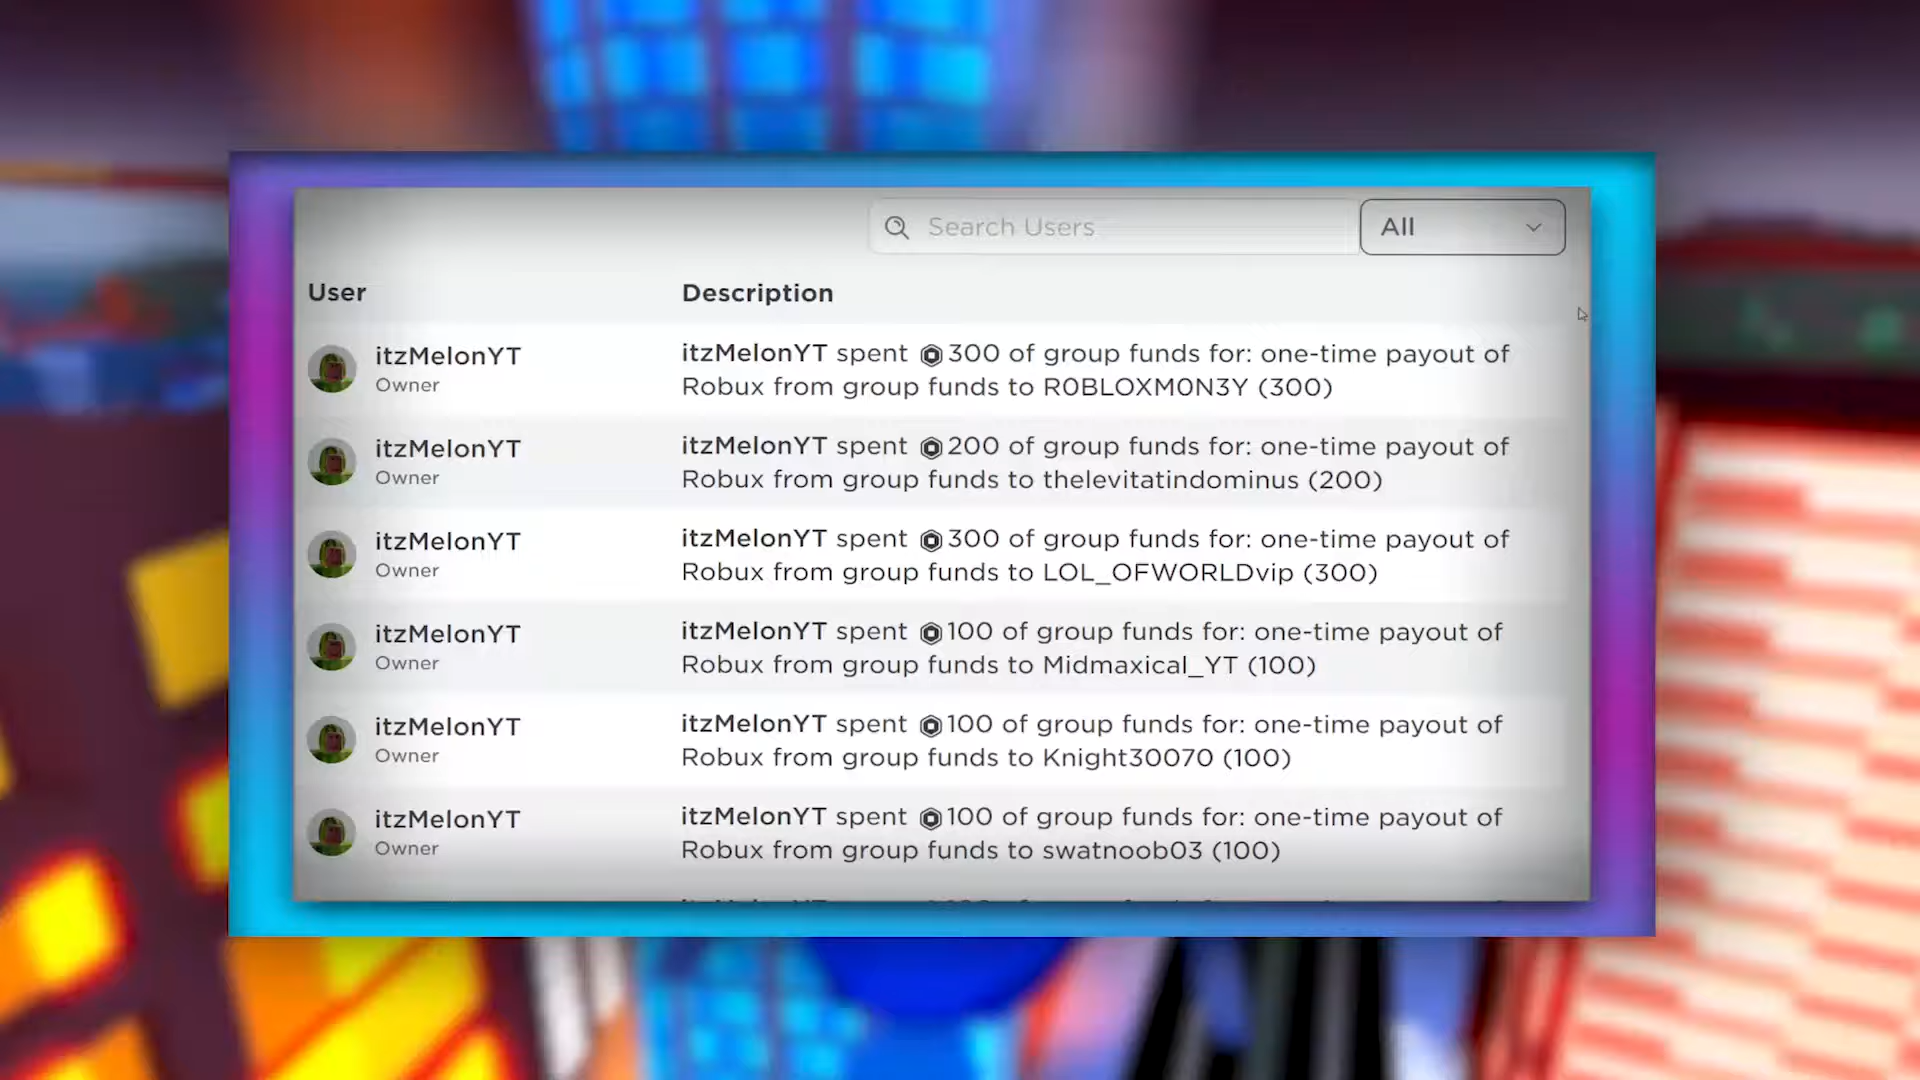 Search Users
All
User
Description
itzMelonYT
Owner
itzMelonYT spent 300 of group funds for: one-time payout of
Robux from group funds to R0BLOXM0N3Y (300)
itzMelonYT
Owner
itzMelonYT spent 200 of group funds for: one-time payout of
Robux from group funds to thelevitatindominus (200)
itzMelonYT
Owner
itzMelonYT spent 300 of group funds for: one-time payout of
Robux from group funds to LOL_OFWORLDvip (300)
itzMelonYT
Owner
itzMelonYT spent 100 of group funds for: one-time payout of
Robux from group funds to Midmaxical_YT (100)
itzMelonYT
Owner
itzMelonYT spent 100 of group funds for: one-time payout of
Robux from group funds to Knight30070 (100)
itzMelonYT
Owner
itzMelonYT spent 100 of group funds for: one-time payout of
Robux from group funds to swatnoob03 (100)